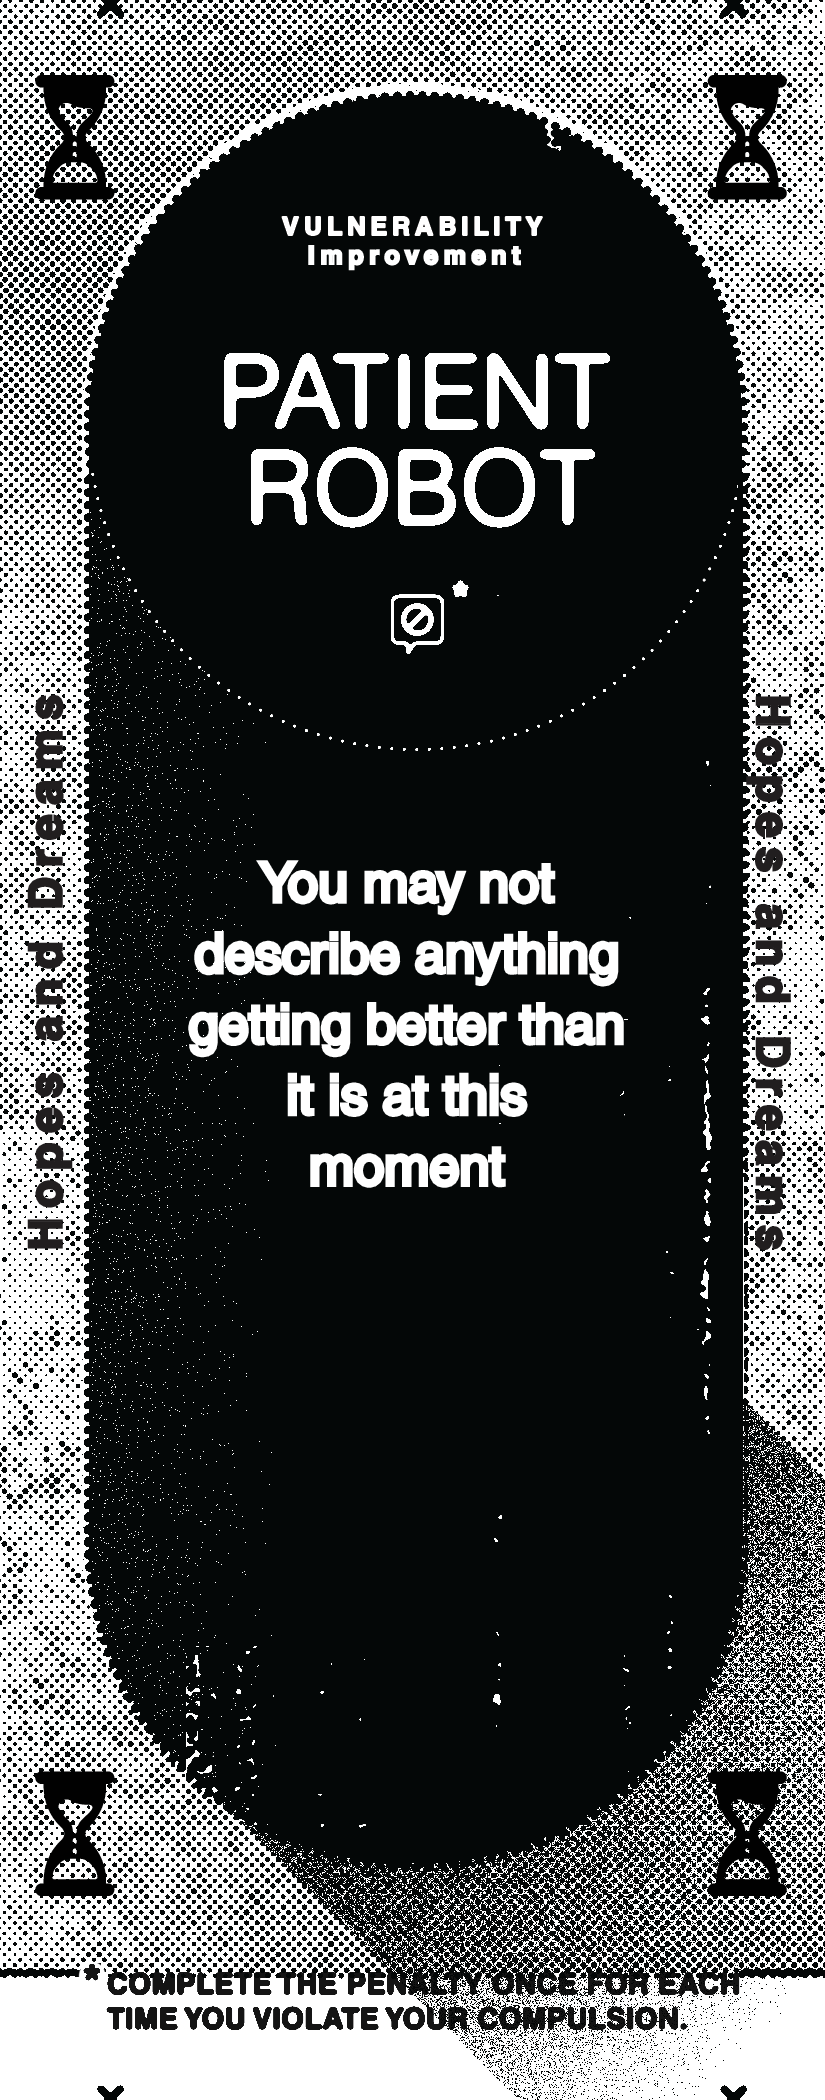 VULNERABILITY
Improvement
PATIENT
ROBOT
*
Hopes and Dreams
Hopes and Dreams
You may not
describe anything
getting better than
it is at this
moment
* COMPLETE THE PENALTY ONCE FOR EACH
TIME YOU VIOLATE YOUR COMPULSION.